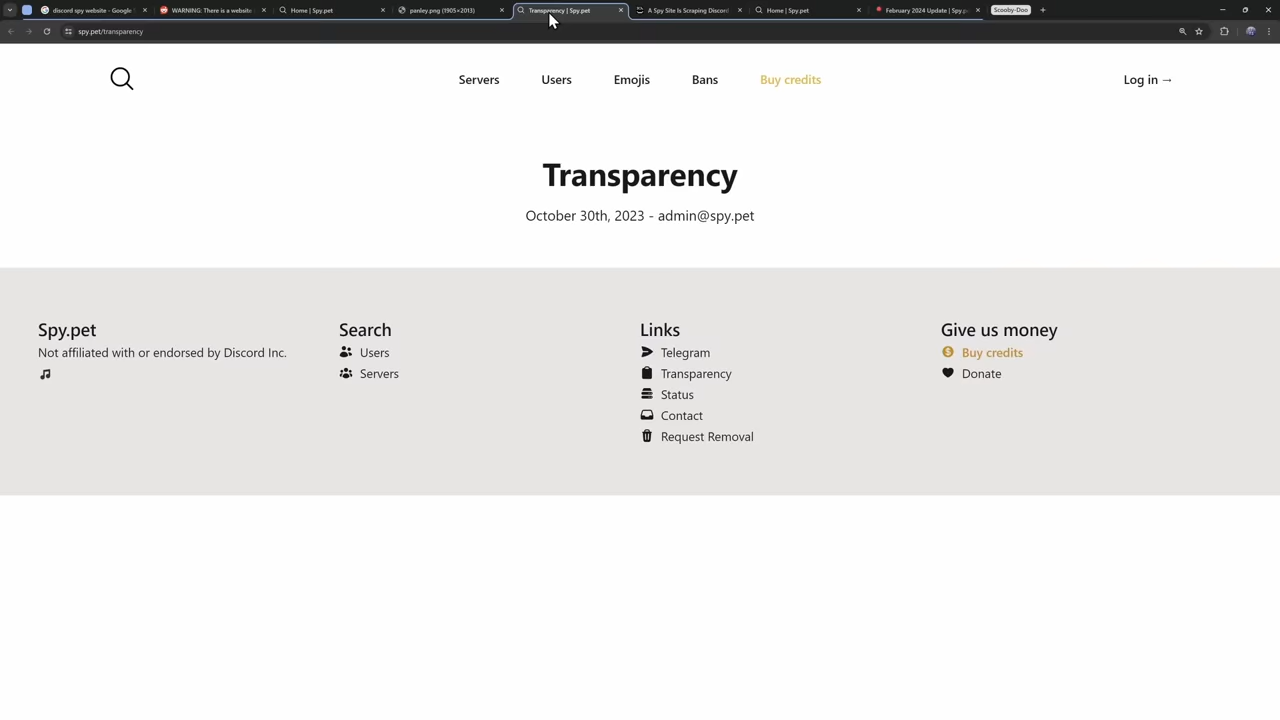 discord spy website - Google
WARNING: There is a website
Home | Spy.pet
panley.png (1905×2013)
Transparency | Spy.pet
A Spy Site Is Scraping Discord
Home | Spy.pet
February 2024 Update | Spy.p
Scooby-Doo
spy.pet/transparency
Servers
Users
Emojis
Bans
Buy credits
Log in →
Transparency
October 30th, 2023 - admin@spy.pet
Spy.pet
Not affiliated with or endorsed by Discord Inc.
Search
Users
Servers
Links
Telegram
Transparency
Status
Contact
Request Removal
Give us money
Buy credits
Donate